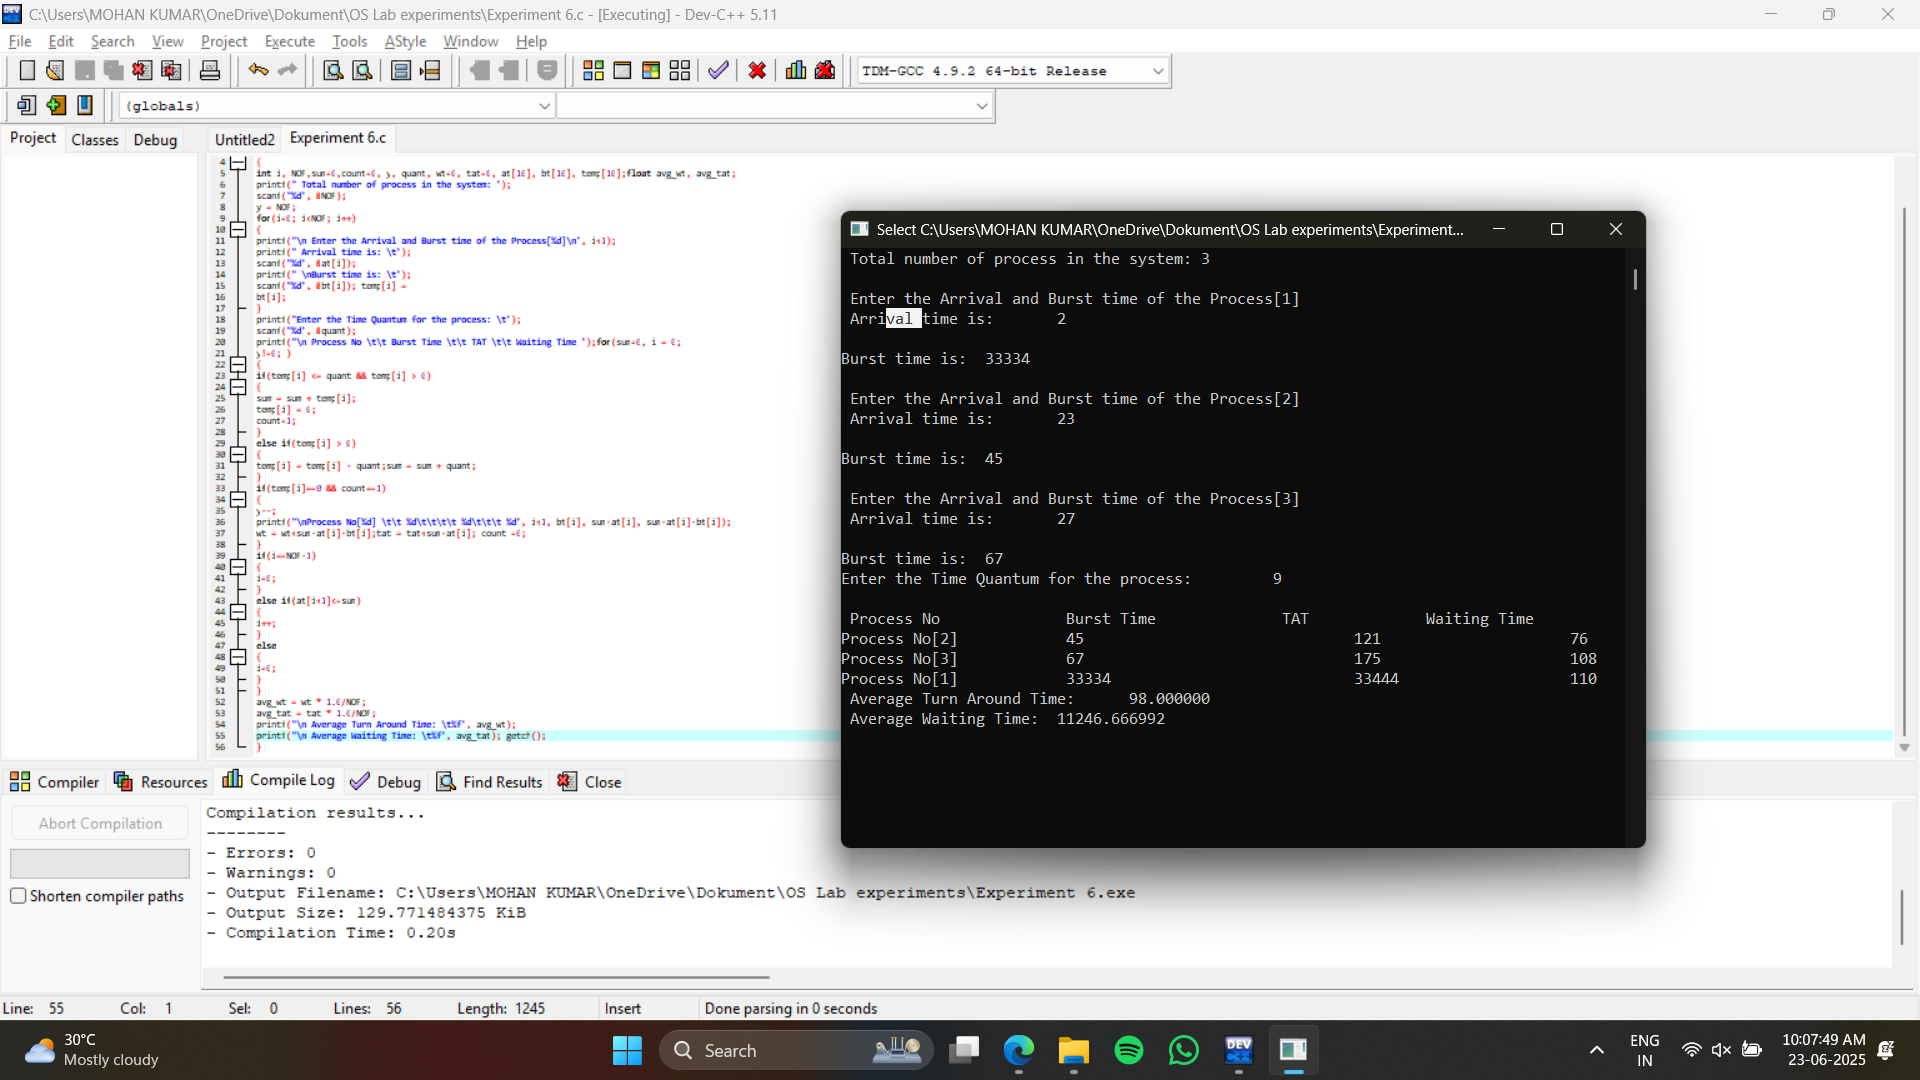 C:\Users\MOHAN KUMAR\OneDrive\Dokument\OS Lab experiments\Experiment 6.c - [Executing] - Dev-C++ 5.11
File Edit Search View Project Execute Tools AStyle Window Help
TDM-GCC 4.9.2 64-bit Release
(globals)
Project Classes Debug
Untitled2 Experiment 6.c
4 {
5 int i, NOF,sum=0,count=0, y, quant, wt=0, tat=0, at[10], bt[10], temp[10];float avg_wt, avg_tat;
6 printf(" Total number of process in the system: ");
7 scanf("%d", &NOF);
8 y = NOF;
9 for(i=0; i<NOF; i++)
10 {
11 printf("\n Enter the Arrival and Burst time of the Process[%d]\n", i+1);
12 printf(" Arrival time is: \t");
13 scanf("%d", &at[i]);
14 printf(" \nBurst time is: \t");
15 scanf("%d", &bt[i]); temp[i] =
16 bt[i];
17 }
18 printf("Enter the Time Quantum for the process: \t");
19 scanf("%d", &quant);
20 printf("\n Process No \t\t Burst Time \t\t TAT \t\t Waiting Time ");for(sum=0, i = 0;
21 y!=0; )
22 {
23 if(temp[i] <= quant && temp[i] > 0)
24 {
25 sum = sum + temp[i];
26 temp[i] = 0;
27 count=1;
28 }
29 else if(temp[i] > 0)
30 {
31 temp[i] = temp[i] - quant;sum = sum + quant;
32 }
33 if(temp[i]==0 && count==1)
34 {
35 y--;
36 printf("\nProcess No[%d] \t\t %d\t\t\t\t %d\t\t\t %d", i+1, bt[i], sum-at[i], sum-at[i]-bt[i]);
37 wt = wt+sum-at[i]-bt[i];tat = tat+sum-at[i]; count =0;
38 }
39 if(i==NOF-1)
40 {
41 i=0;
42 }
43 else if(at[i+1]<=sum)
44 {
45 i++;
46 }
47 else
48 {
49 i=0;
50 }
51 }
52 avg_wt = wt * 1.0/NOF;
53 avg_tat = tat * 1.0/NOF;
54 printf("\n Average Turn Around Time: \t%f", avg_wt);
55 printf("\n Average Waiting Time: \t%f", avg_tat); getch();
56 }
Select C:\Users\MOHAN KUMAR\OneDrive\Dokument\OS Lab experiments\Experiment...
Total number of process in the system: 3
Enter the Arrival and Burst time of the Process[1]
Arrival time is: 2
Burst time is: 33334
Enter the Arrival and Burst time of the Process[2]
Arrival time is: 23
Burst time is: 45
Enter the Arrival and Burst time of the Process[3]
Arrival time is: 27
Burst time is: 67
Enter the Time Quantum for the process: 9
Process No Burst Time TAT Waiting Time
Process No[2] 45 121 76
Process No[3] 67 175 108
Process No[1] 33334 33444 110
Average Turn Around Time: 98.000000
Average Waiting Time: 11246.666992
Compiler Resources Compile Log Debug Find Results Close
Abort Compilation
Shorten compiler paths
Compilation results...
--------
- Errors: 0
- Warnings: 0
- Output Filename: C:\Users\MOHAN KUMAR\OneDrive\Dokument\OS Lab experiments\Experiment 6.exe
- Output Size: 129.771484375 KiB
- Compilation Time: 0.20s
Line: 55 Col: 1 Sel: 0 Lines: 56 Length: 1245 Insert Done parsing in 0 seconds
30°C
Mostly cloudy
Search
DEV
ENG
IN
10:07:49 AM
23-06-2025